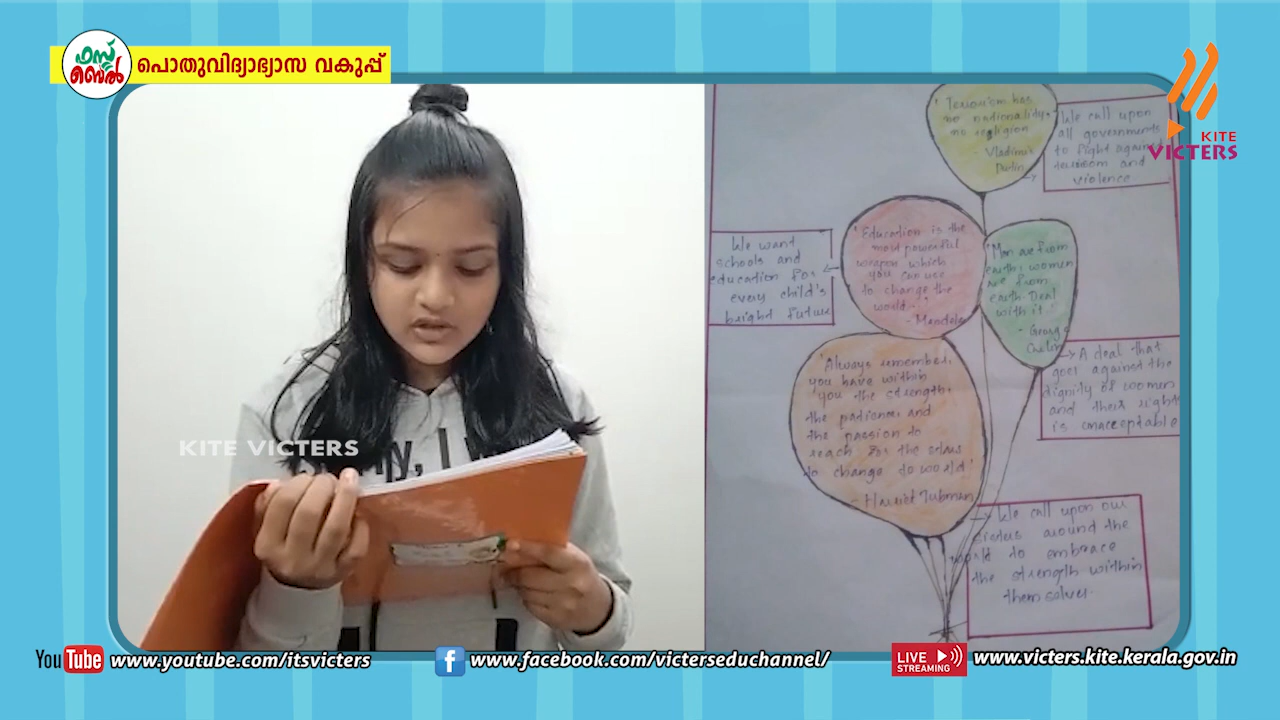 ഫസ്റ്റ്
ബെൽ
പൊതുവിദ്യാഭ്യാസ വകുപ്പ്
KITE
VICTERS
KITE VICTERS
'Terrorism has
no nationality,
no religion
- Vladimir
We call upon
all governments
to fight against
and
violence
We want
schools and
education for
every child's
bright future
'Education is the
most powerful
weapon which
you can use
to change the
world.'
- Mandela
'Men are from
earth, women
are from
earth. Deal
with it.'
- George
Carlin
A deal that
goes against the
dignity of women
and their rights
is unacceptable
'Always remember,
you have within
you the strength,
the patience, and
the passion to
reach for the stars
to change to world'
- Harriet Tubman
We call upon our
sisters around the
world to embrace
the strength within
themselves.
YouTube www.youtube.com/itsvicters
f www.facebook.com/victerseduchannel/
LIVE
STREAMING
www.victers.kite.kerala.gov.in